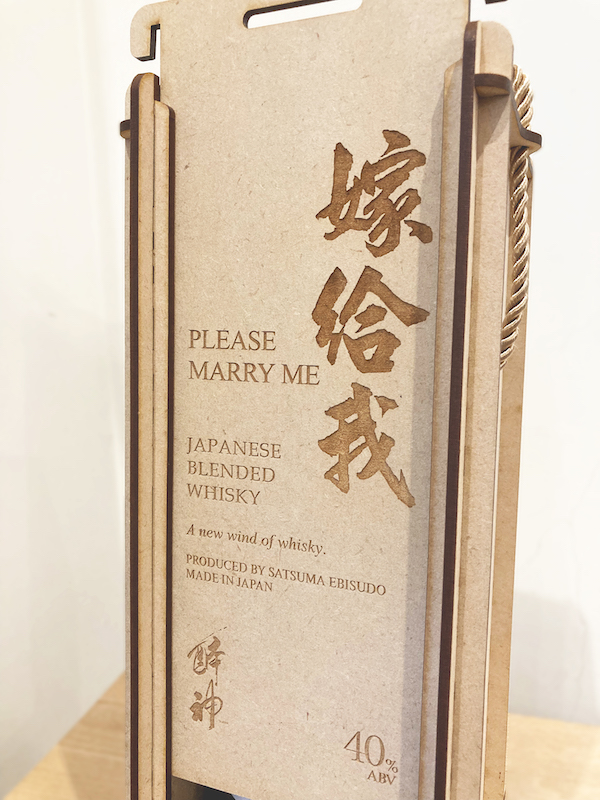 嫁给我
PLEASE
MARRY ME
JAPANESE
BLENDED
WHISKY
A new wind of whisky.
PRODUCED BY SATSUMA EBISUDO
MADE IN JAPAN
醉神
40%
ABV